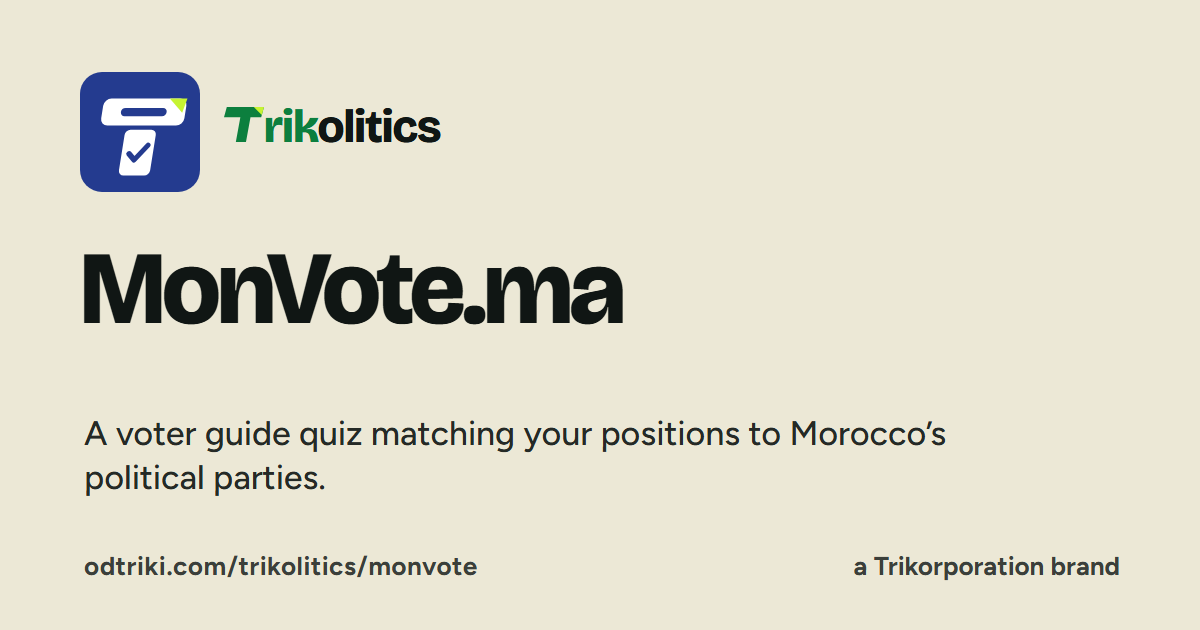 Trikolitics
MonVote.ma
A voter guide quiz matching your positions to Morocco’s
political parties.
odtriki.com/trikolitics/monvote
a Trikorporation brand